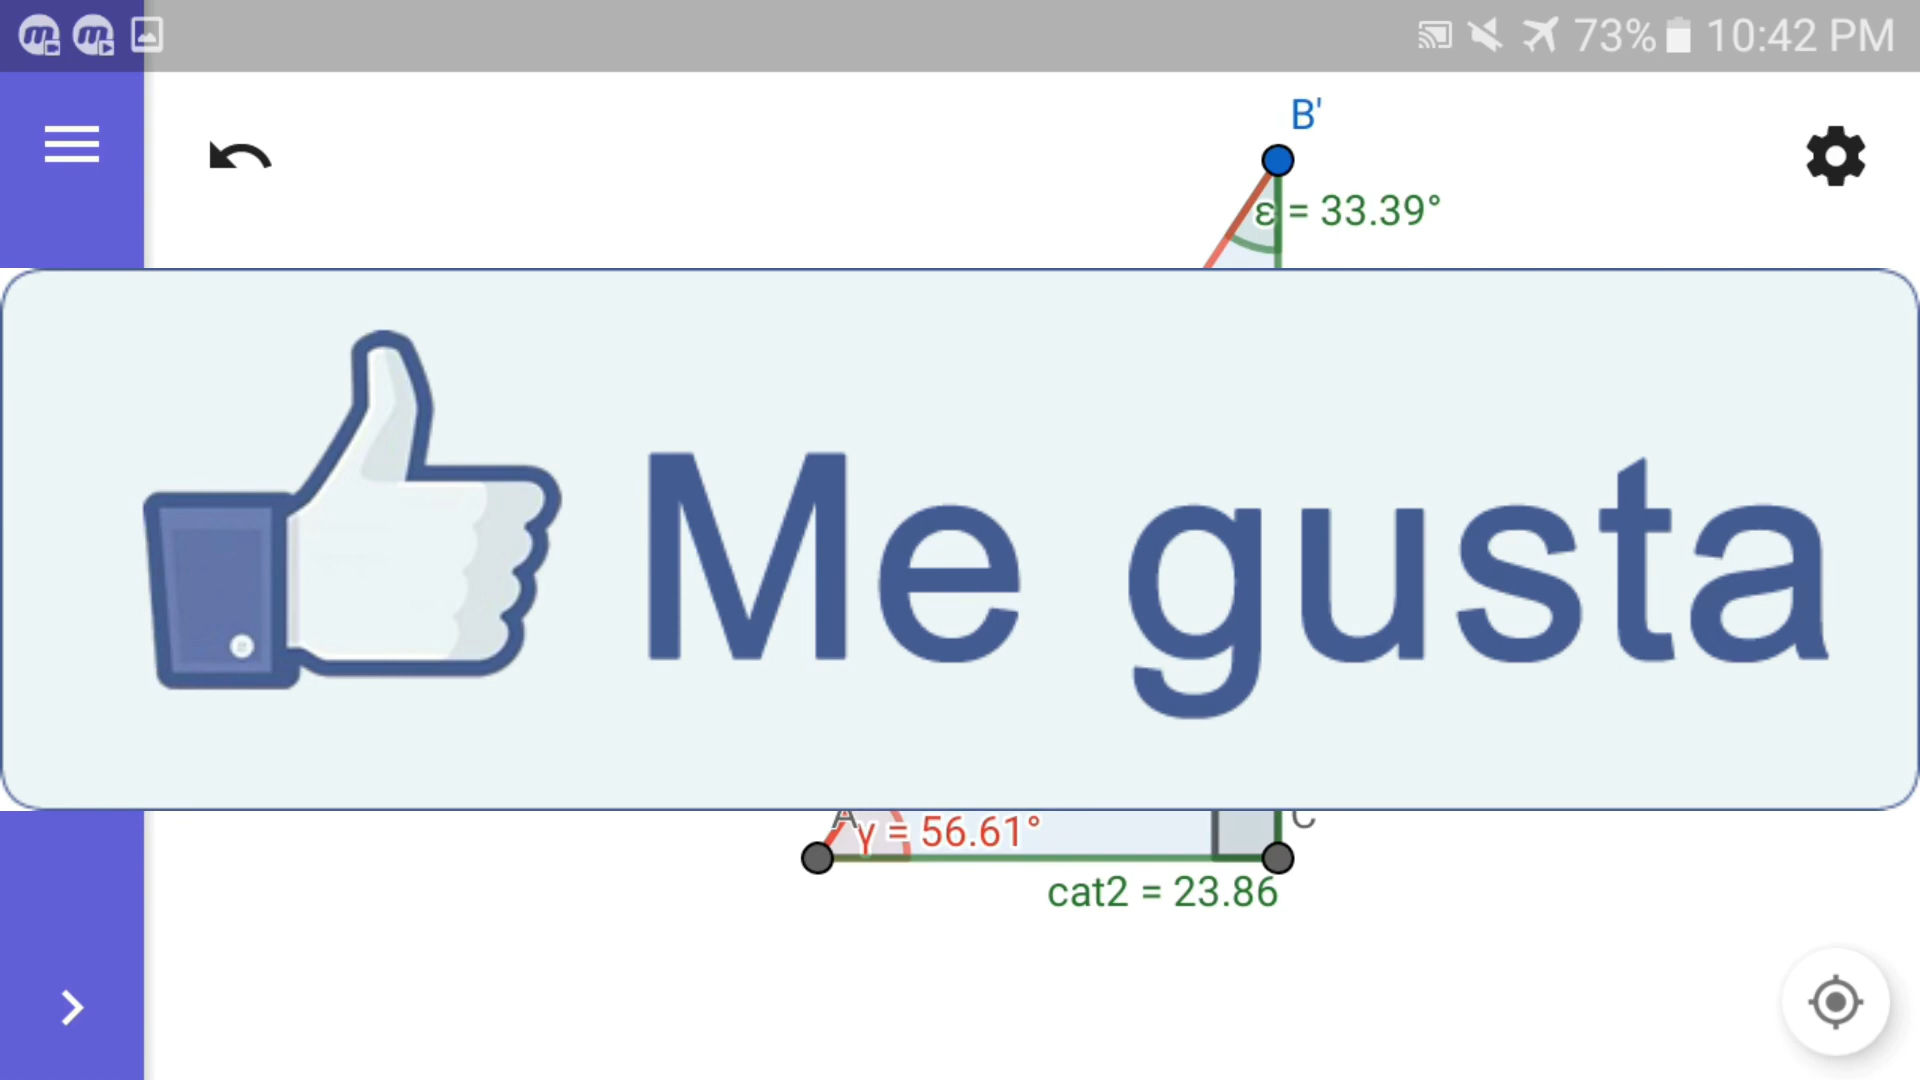 73% 10:42 PM
B'
ε = 33.39°
Me gusta
A
C
γ = 56.61°
cat2 = 23.86